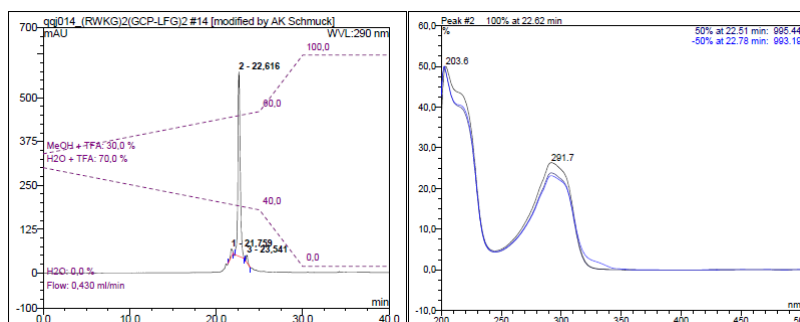 qqj014_(RWKG)2(GCP-LFG)2 #14 [modified by AK Schmuck]
mAU
WVL:290 nm
700
500
375
250
125
0
-100
0,0
10,0
20,0
30,0
40,0
min
2 - 22,616
1 - 21,759
3 - 23,541
100,0
60,0
40,0
0,0
MeOH + TFA: 30,0 %
H2O + TFA: 70,0 %
H2O: 0,0 %
Flow: 0,430 ml/min
Peak #2 100% at 22.62 min
%
50% at 22.51 min: 995.44
-50% at 22.78 min: 993.19
60,0
50,0
40,0
30,0
20,0
10,0
0,0
-10,0
200
250
300
350
400
450
203.6
291.7